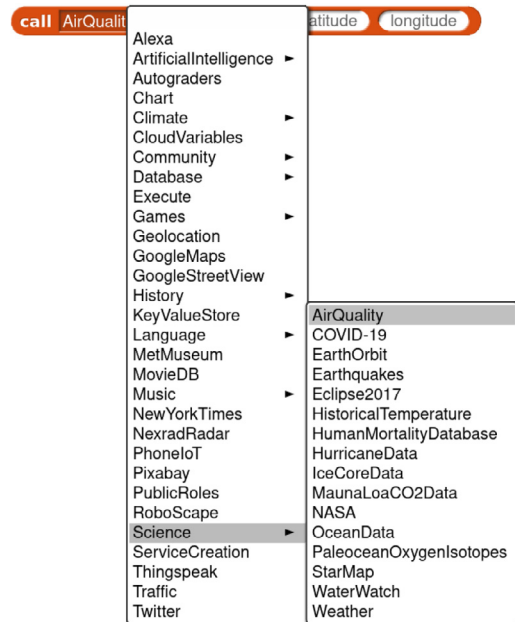 call AirQualit atitude longitude
Alexa
ArtificialIntelligence ►
Autograders
Chart
Climate ►
CloudVariables
Community ►
Database ►
Execute
Games ►
Geolocation
GoogleMaps
GoogleStreetView
History ►
KeyValueStore
Language ►
MetMuseum
MovieDB
Music ►
NewYorkTimes
NexradRadar
PhoneIoT
Pixabay
PublicRoles
RoboScape
Science ►
ServiceCreation
Thingspeak
Traffic
Twitter
AirQuality
COVID-19
EarthOrbit
Earthquakes
Eclipse2017
HistoricalTemperature
HumanMortalityDatabase
HurricaneData
IceCoreData
MaunaLoaCO2Data
NASA
OceanData
PaleoceanOxygenIsotopes
StarMap
WaterWatch
Weather